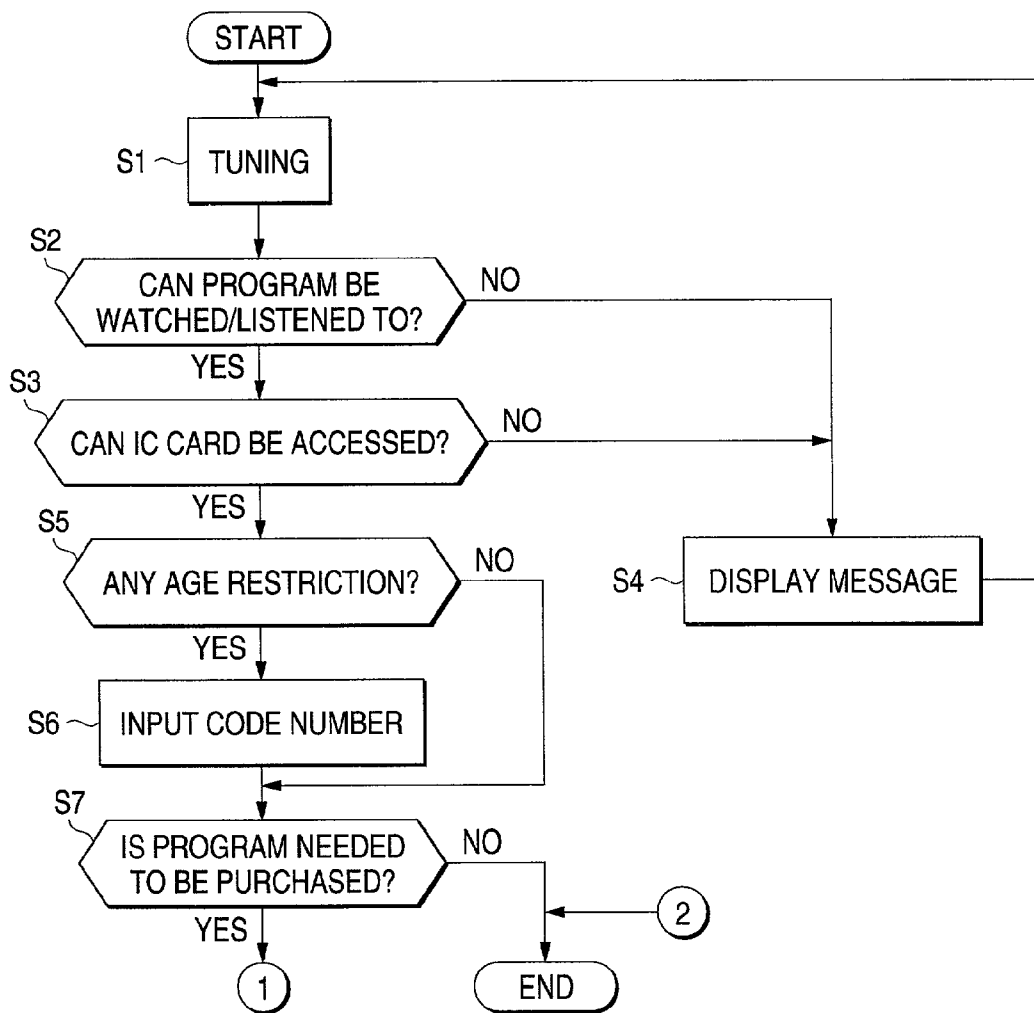 START
S1
TUNING
S2
CAN PROGRAM BE
WATCHED/LISTENED TO?
NO
YES
S3
CAN IC CARD BE ACCESSED?
NO
YES
S5
ANY AGE RESTRICTION?
NO
S4
DISPLAY MESSAGE
YES
S6
INPUT CODE NUMBER
S7
IS PROGRAM NEEDED
TO BE PURCHASED?
NO
YES
2
1
END